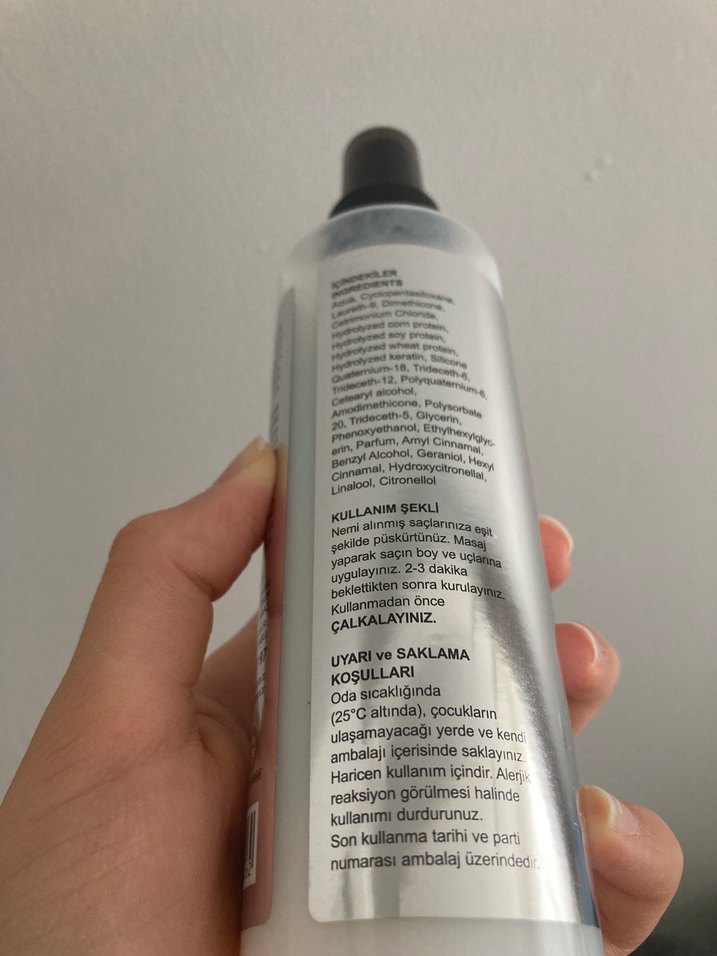 İÇİNDEKİLER
INGREDIENTS
Aqua, Cyclopentasiloxane,
Laureth-9, Dimethicone,
Cetrimonium Chloride,
Hydrolyzed corn protein,
Hydrolyzed soy protein,
Hydrolyzed wheat protein,
Hydrolyzed keratin, Silicone
Quaternium-18, Trideceth-6,
Trideceth-12, Polyquaternium-6,
Cetearyl alcohol,
Amodimethicone, Polysorbate
20, Trideceth-5, Glycerin,
Phenoxyethanol, Ethylhexylglyc-
erin, Parfum, Amyl Cinnamal,
Benzyl Alcohol, Geraniol, Hexyl
Cinnamal, Hydroxycitronellal,
Linalool, Citronellol
KULLANIM ŞEKLİ
Nemi alınmış saçlarınıza eşit
şekilde püskürtünüz. Masaj
yaparak saçın boy ve uçlarına
uygulayınız. 2-3 dakika
beklettikten sonra kurulayınız.
Kullanmadan önce
ÇALKALAYINIZ.
UYARI ve SAKLAMA
KOŞULLARI
Oda sıcaklığında
(25°C altında), çocukların
ulaşamayacağı yerde ve kendi
ambalajı içerisinde saklayınız.
Haricen kullanım içindir. Alerjik
reaksiyon görülmesi halinde
kullanımı durdurunuz.
Son kullanma tarihi ve parti
numarası ambalaj üzerindedir.